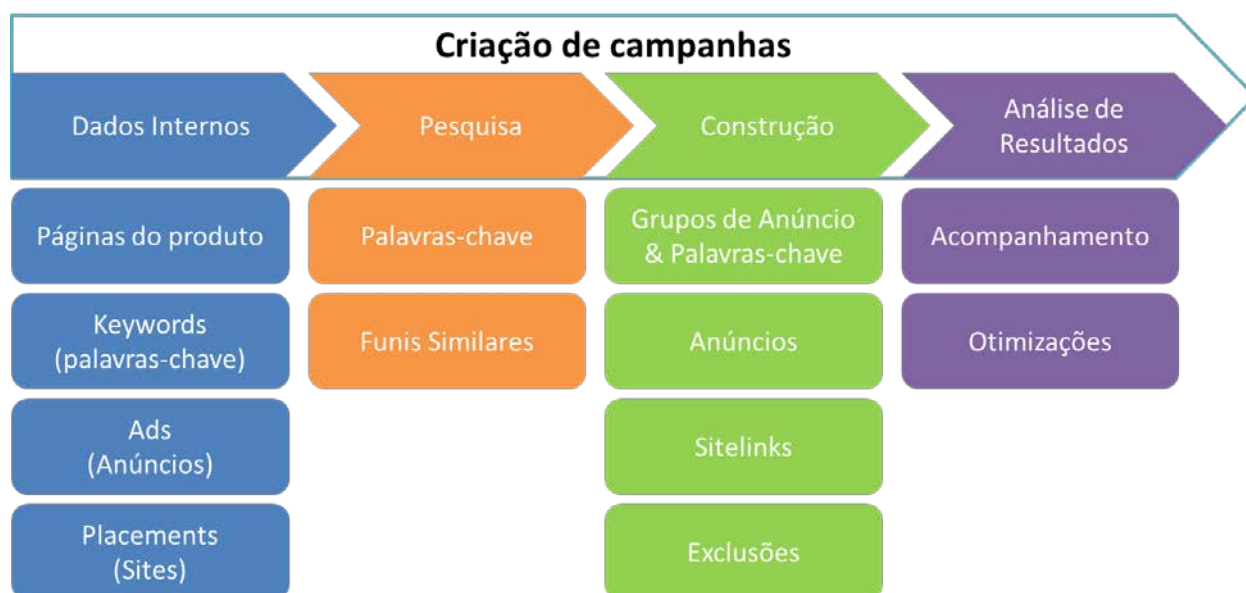 Criação de campanhas
Dados Internos
Pesquisa
Construção
Análise de
Resultados
Páginas do produto
Palavras-chave
Grupos de Anúncio
& Palavras-chave
Acompanhamento
Keywords
(palavras-chave)
Funis Similares
Anúncios
Otimizações
Ads
(Anúncios)
Sitelinks
Placements
(Sites)
Exclusões